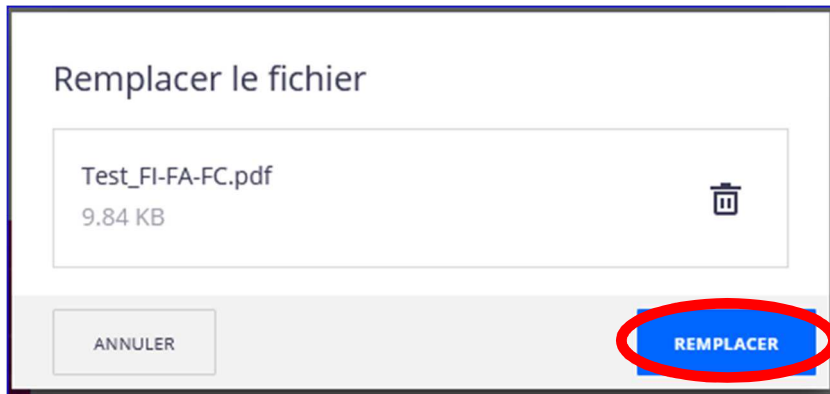 Remplacer le fichier
Test_FI-FA-FC.pdf
9.84 KB
ANNULER
REMPLACER